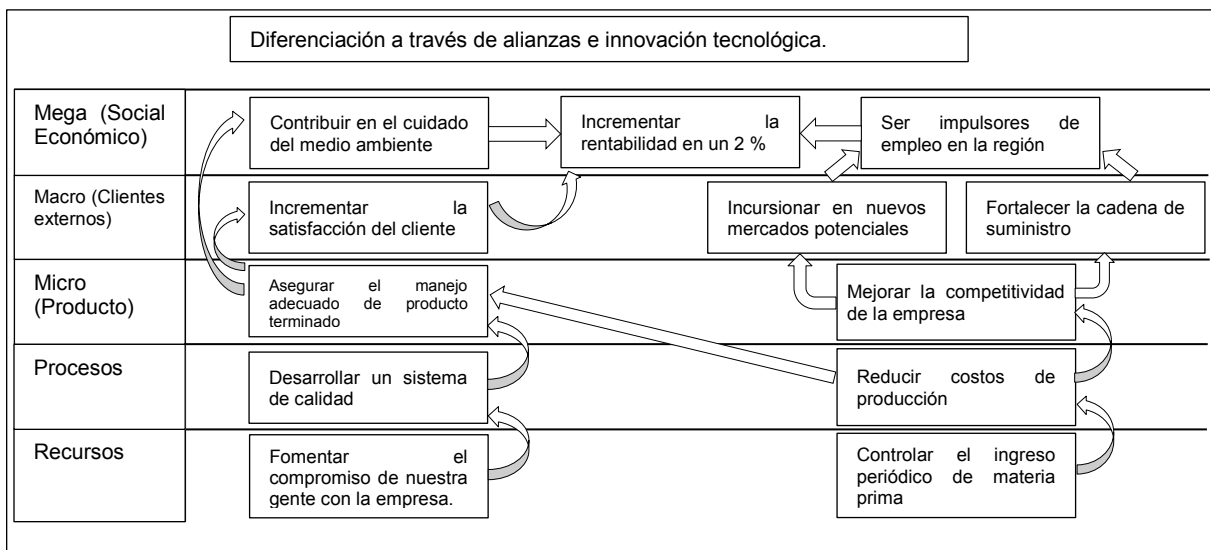 Diferenciación a través de alianzas e innovación tecnológica.
Mega (Social
Económico)
Contribuir en el cuidado
del medio ambiente
Incrementar la
rentabilidad en un 2 %
Ser impulsores de
empleo en la región
Macro (Clientes
externos)
Incrementar la
satisfacción del cliente
Incursionar en nuevos
mercados potenciales
Fortalecer la cadena de
suministro
Micro
(Producto)
Asegurar el manejo
adecuado de producto
terminado
Mejorar la competitividad
de la empresa
Procesos
Desarrollar un sistema
de calidad
Reducir costos de
producción
Recursos
Fomentar el
compromiso de nuestra
gente con la empresa.
Controlar el ingreso
periódico de materia
prima